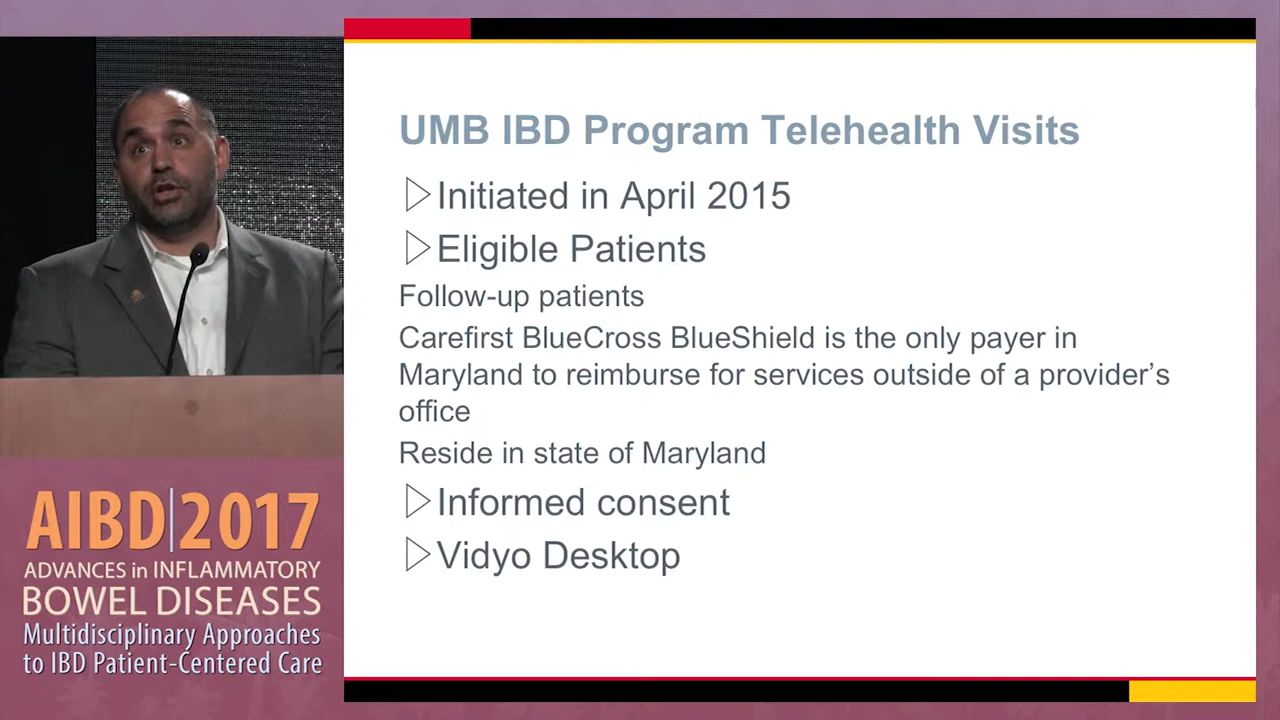 UMB IBD Program Telehealth Visits
Initiated in April 2015
Eligible Patients
Follow-up patients
Carefirst BlueCross BlueShield is the only payer in
Maryland to reimburse for services outside of a provider's
office
Reside in state of Maryland
Informed consent
Vidyo Desktop
AIBD|2017
ADVANCES in INFLAMMATORY
BOWEL DISEASES
Multidisciplinary Approaches
to IBD Patient-Centered Care